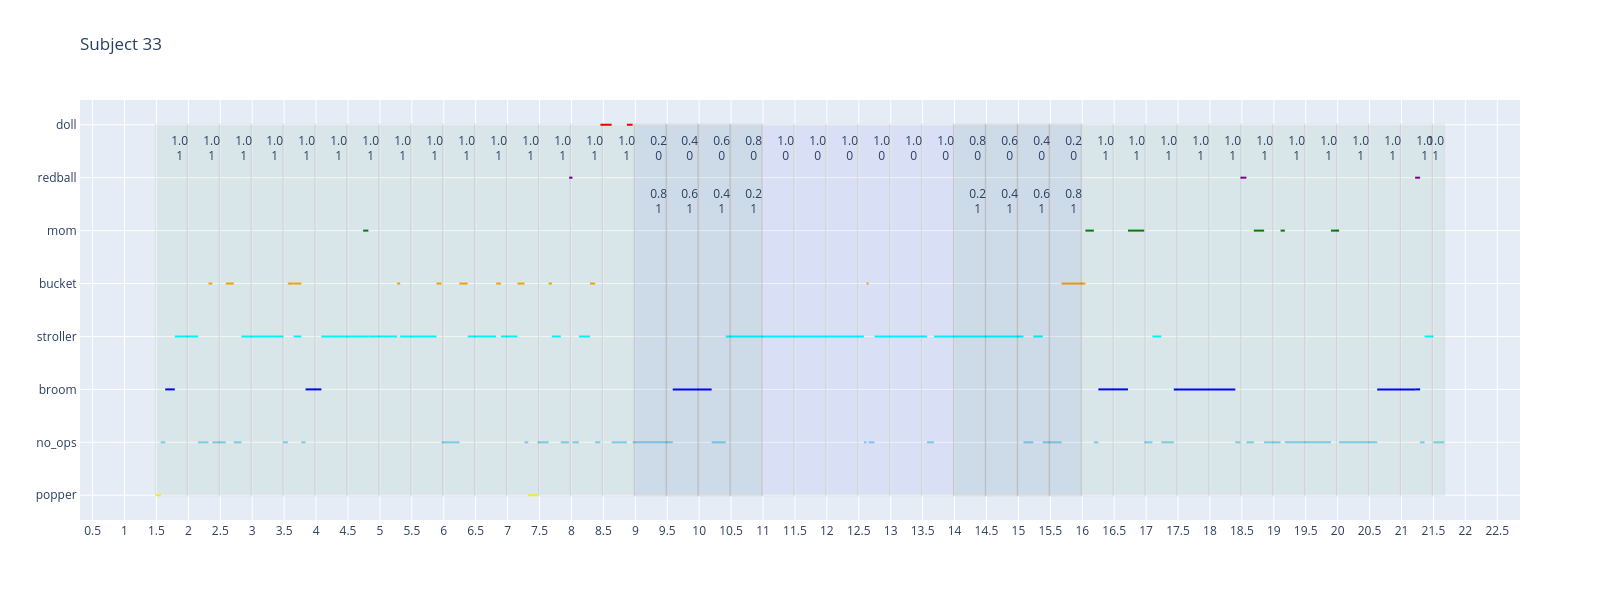 Subject 33
doll
1.0 1.0 1.0 1.0 1.0 1.0 1.0 1.0 1.0 1.0 1.0 1.0 1.0 1.0 1.0 0.2 0.4 0.6 0.8 1.0 1.0 1.0 1.0 1.0 1.0 0.8 0.6 0.4 0.2 1.0 1.0 1.0 1.0 1.0 1.0 1.0 1.0 1.0 1.0 1.0 1.0
1 1 1 1 1 1 1 1 1 1 1 1 1 1 1 0 0 0 0 0 0 0 0 0 0 0 0 0 0 1 1 1 1 1 1 1 1 1 1 1 1
redball
0.8 0.6 0.4 0.2 0.2 0.4 0.6 0.8
1 1 1 1 1 1 1 1
mom
bucket
stroller
broom
no_ops
popper
0.5 1 1.5 2 2.5 3 3.5 4 4.5 5 5.5 6 6.5 7 7.5 8 8.5 9 9.5 10 10.5 11 11.5 12 12.5 13 13.5 14 14.5 15 15.5 16 16.5 17 17.5 18 18.5 19 19.5 20 20.5 21 21.5 22 22.5